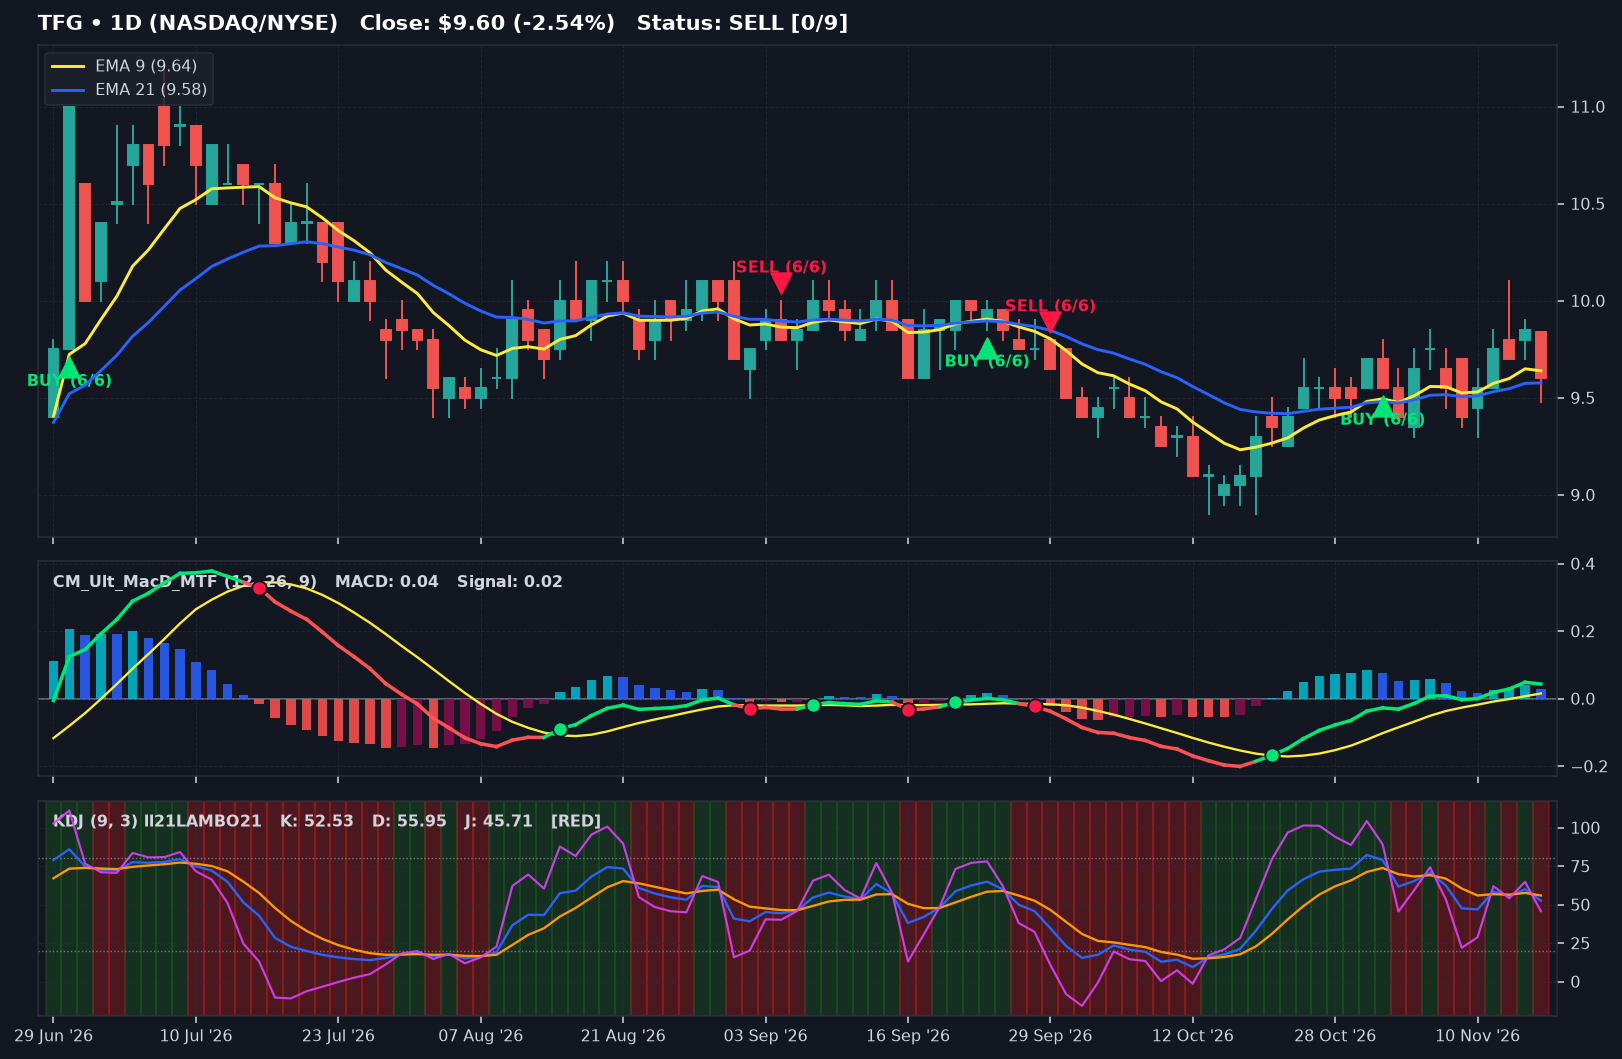 TFG • 1D (NASDAQ/NYSE)   Close: $9.60 (-2.54%)   Status: SELL [0/9]
EMA 9 (9.64)
EMA 21 (9.58)
11.0
10.5
10.0
9.5
9.0
BUY (6/6)
SELL (6/6)
BUY (6/6)
SELL (6/6)
BUY (6/6)
CM_Ult_MacD_MTF (12, 26, 9)   MACD: 0.04   Signal: 0.02
0.4
0.2
0.0
−0.2
KDJ (9, 3) II21LAMBO21   K: 52.53   D: 55.95   J: 45.71   [RED]
100
75
50
25
0
29 Jun '26
10 Jul '26
23 Jul '26
07 Aug '26
21 Aug '26
03 Sep '26
16 Sep '26
29 Sep '26
12 Oct '26
28 Oct '26
10 Nov '26